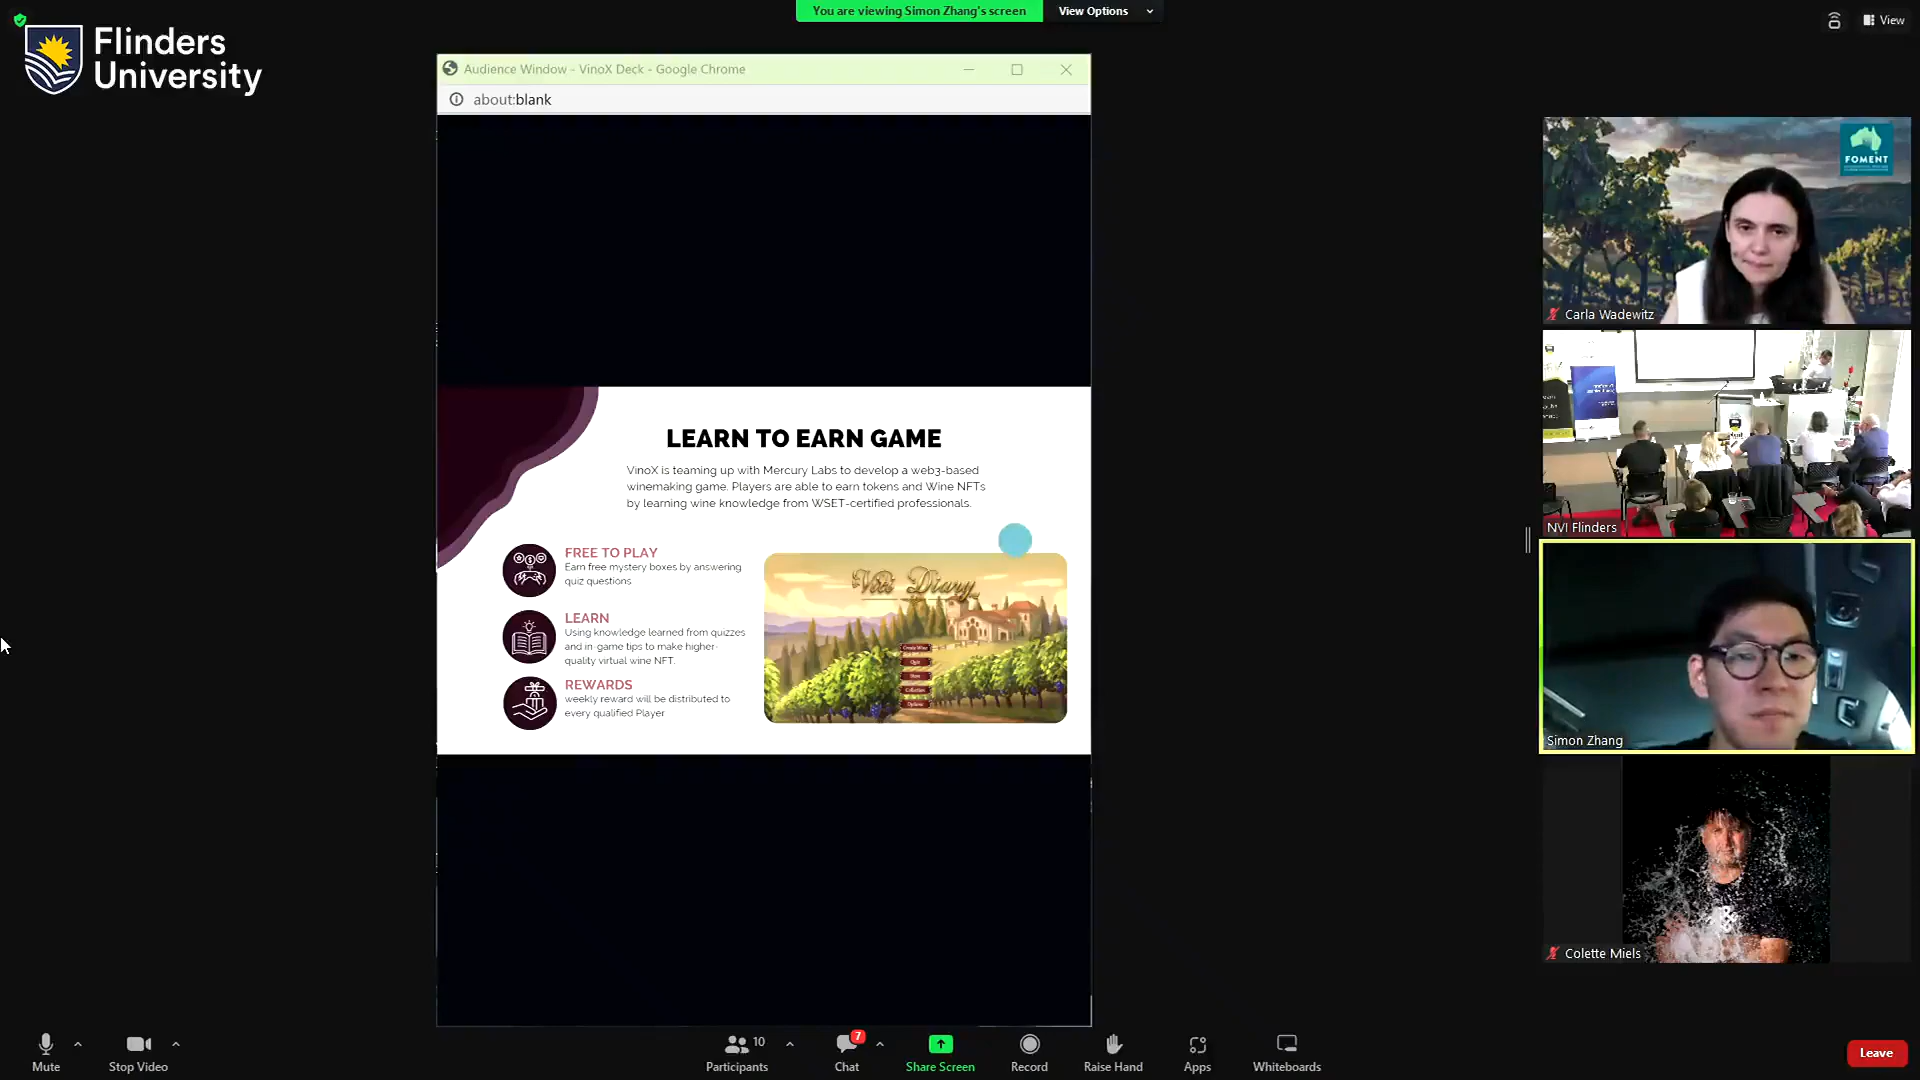 You are viewing Simon Zhang's screen
View Options
View
Flinders
University
Audience Window - VinoX Deck - Google Chrome
about:blank
LEARN TO EARN GAME
VinoX is teaming up with Mercury Labs to develop a web3-based
winemaking game. Players are able to earn tokens and Wine NFTs
by learning wine knowledge from WSET-certified professionals.
FREE TO PLAY
Earn free mystery boxes by answering
quiz questions
LEARN
Using knowledge learned from quizzes
and in-game tips to make higher-
quality virtual wine NFT.
REWARDS
weekly reward will be distributed to
every qualified Player
Diary
Create Wine
Quiz
Store
Collection
Options
FOMENT
Carla Wadewitz
NVI Flinders
Simon Zhang
Colette Miels
Mute
Stop Video
Participants
10
Chat
7
Share Screen
Record
Raise Hand
Apps
Whiteboards
Leave